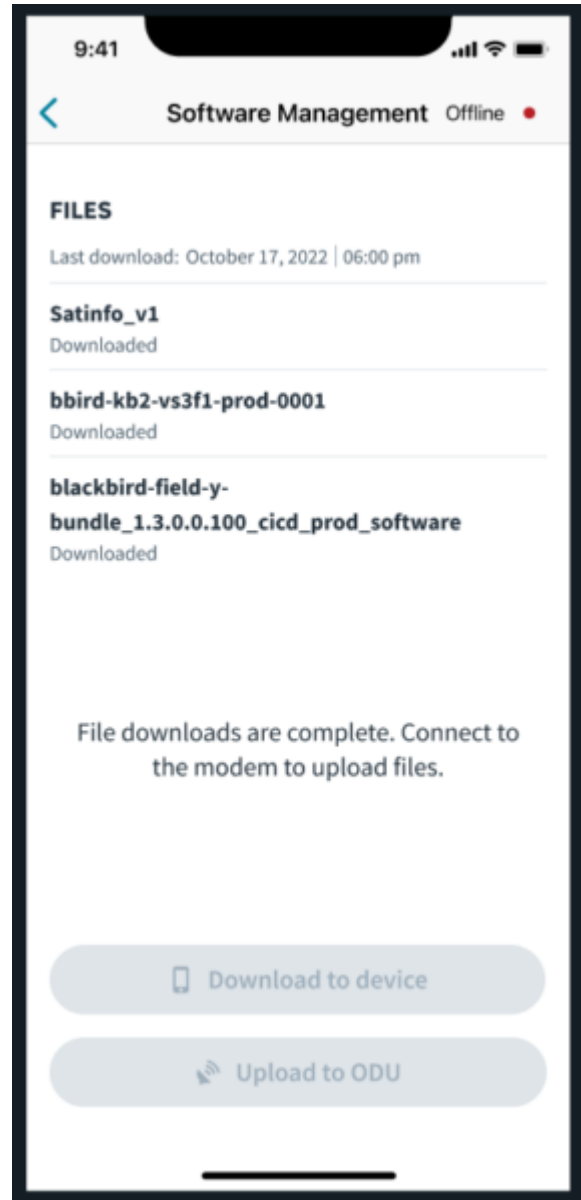 9:41
Software Management Offline
FILES
Last download: October 17, 2022 | 06:00 pm
Satinfo_v1
Downloaded
bbird-kb2-vs3f1-prod-0001
Downloaded
blackbird-field-y-
bundle_1.3.0.0.100_cicd_prod_software
Downloaded
File downloads are complete. Connect to
the modem to upload files.
Download to device
Upload to ODU